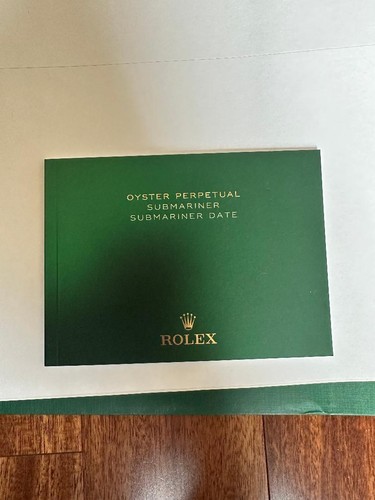 OYSTER PERPETUAL
SUBMARINER
SUBMARINER DATE
ROLEX